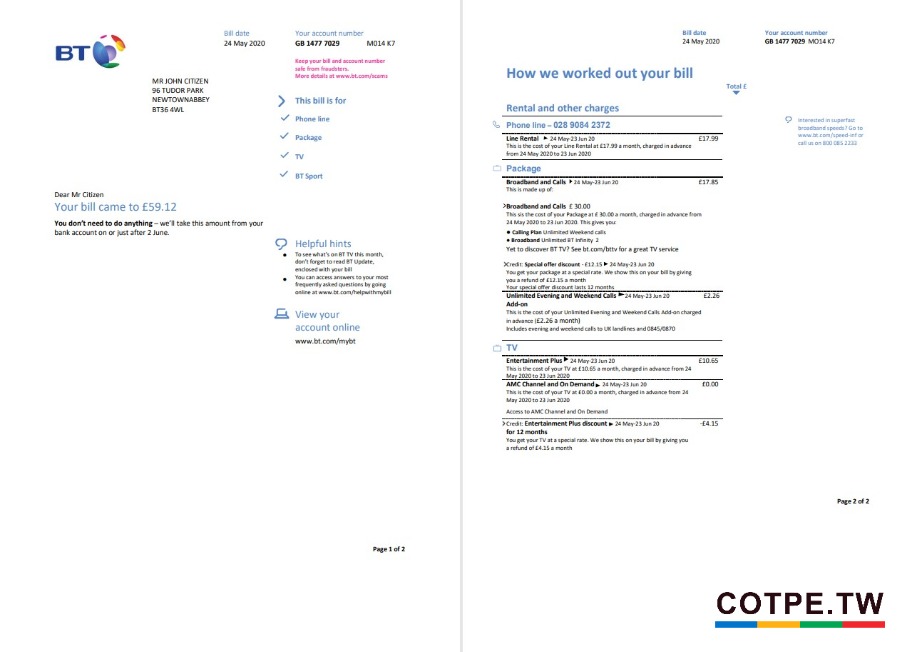 BT
Bill date
24 May 2020
Your account number
GB 1477 7029 M014 K7
Keep your bill and account number
safe from fraudsters.
More details at www.bt.com/scams
MR JOHN CITIZEN
96 TUDOR PARK
NEWTOWNABBEY
BT36 4WL
This bill is for
Phone line
Package
TV
BT Sport
Dear Mr Citizen
Your bill came to £59.12
You don't need to do anything – we'll take this amount from your
bank account on or just after 2 June.
Helpful hints
To see what's on BT TV this month,
don't forget to read BT Update,
enclosed with your bill
You can access answers to your most
frequently asked questions by going
online at www.bt.com/helpwithmybill
View your
account online
www.bt.com/mybt
Page 1 of 2
Bill date
24 May 2020
Your account number
GB 1477 7029 M014 K7
How we worked out your bill
Total £
Rental and other charges
Phone line – 028 9084 2372
Line Rental 24 May-23 Jun 20 £17.99
This is the cost of your Line Rental at £17.99 a month, charged in advance
from 24 May 2020 to 23 Jun 2020
Interested in superfast
broadband speeds? Go to
www.bt.com/speed-inf or
call us on 800 085 2233
Package
Broadband and Calls 24 May-23 Jun 20 £17.85
This is made up of:
Broadband and Calls £ 30.00
This sis the cost of your Package at £ 30.00 a month, charged in advance from
24 May 2020 to 23 Jun 2020. This gives you:
● Calling Plan Unlimited Weekend calls
● Broadband Unlimited BT Infinity 2
Yet to discover BT TV? See bt.com/bttv for a great TV service
Credit: Special offer discount - £12.15 24 May-23 Jun 20
You get your package at a special rate. We show this on your bill by giving
you a refund of £12.15 a month
Your special offer discount lasts 12 months
Unlimited Evening and Weekend Calls 24 May-23 Jun 20 £2.26
Add-on
This is the cost of your Unlimited Evening and Weekend Calls Add-on charged
in advance (£2.26 a month)
Includes evening and weekend calls to UK landlines and 0845/0870
TV
Entertainment Plus 24 May-23 Jun 20 £10.65
This is the cost of your TV at £10.65 a month, charged in advance from 24
May 2020 to 23 Jun 2020
AMC Channel and On Demand 24 May-23 Jun 20 £0.00
This is the cost of your TV at £0.00 a month, charged in advance from 24
May 2020 to 23 Jun 2020
Access to AMC Channel and On Demand
Credit: Entertainment Plus discount 24 May-23 Jun 20 -£4.15
for 12 months
You get your TV at a special rate. We show this on your bill by giving you
a refund of £4.15 a month
Page 2 of 2
COTPE.TW